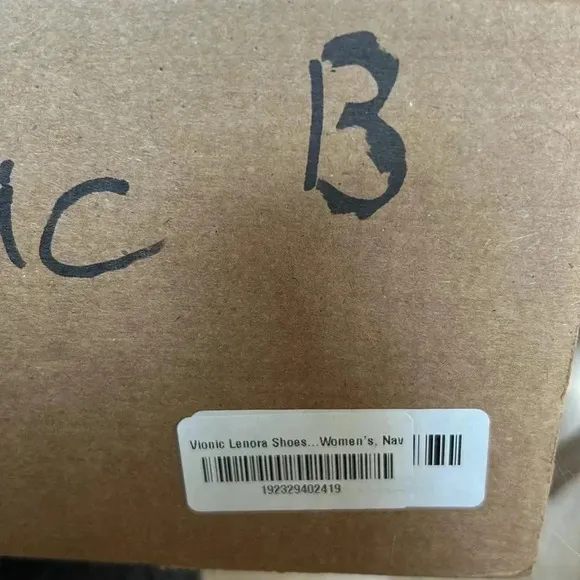 B
IC
Vionic Lenora Shoes...Women's, Nav
192329402419